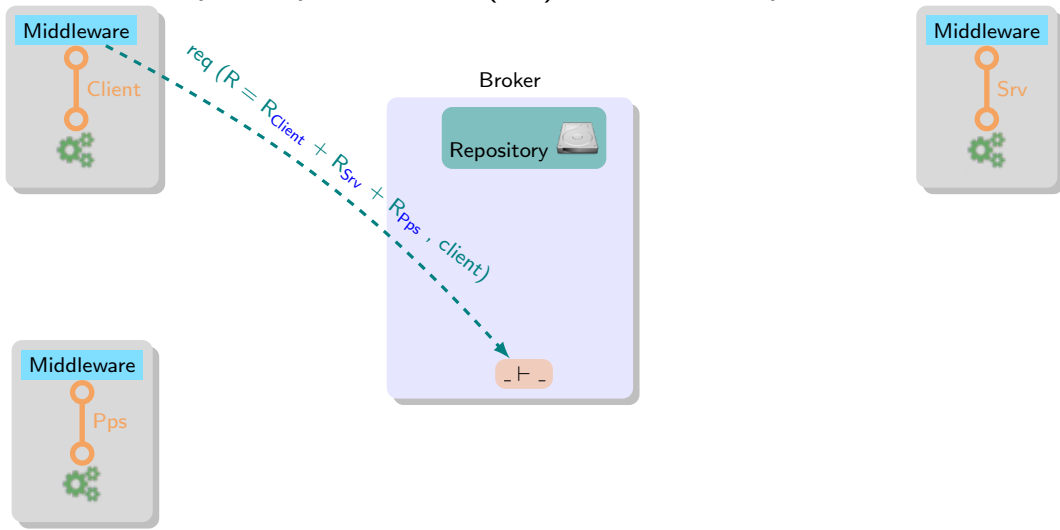 Middleware
Client
req (R = R_Client + R_Srv + R_Pps , client)
Broker
Repository
_ ⊢ _
Middleware
Srv
Middleware
Pps